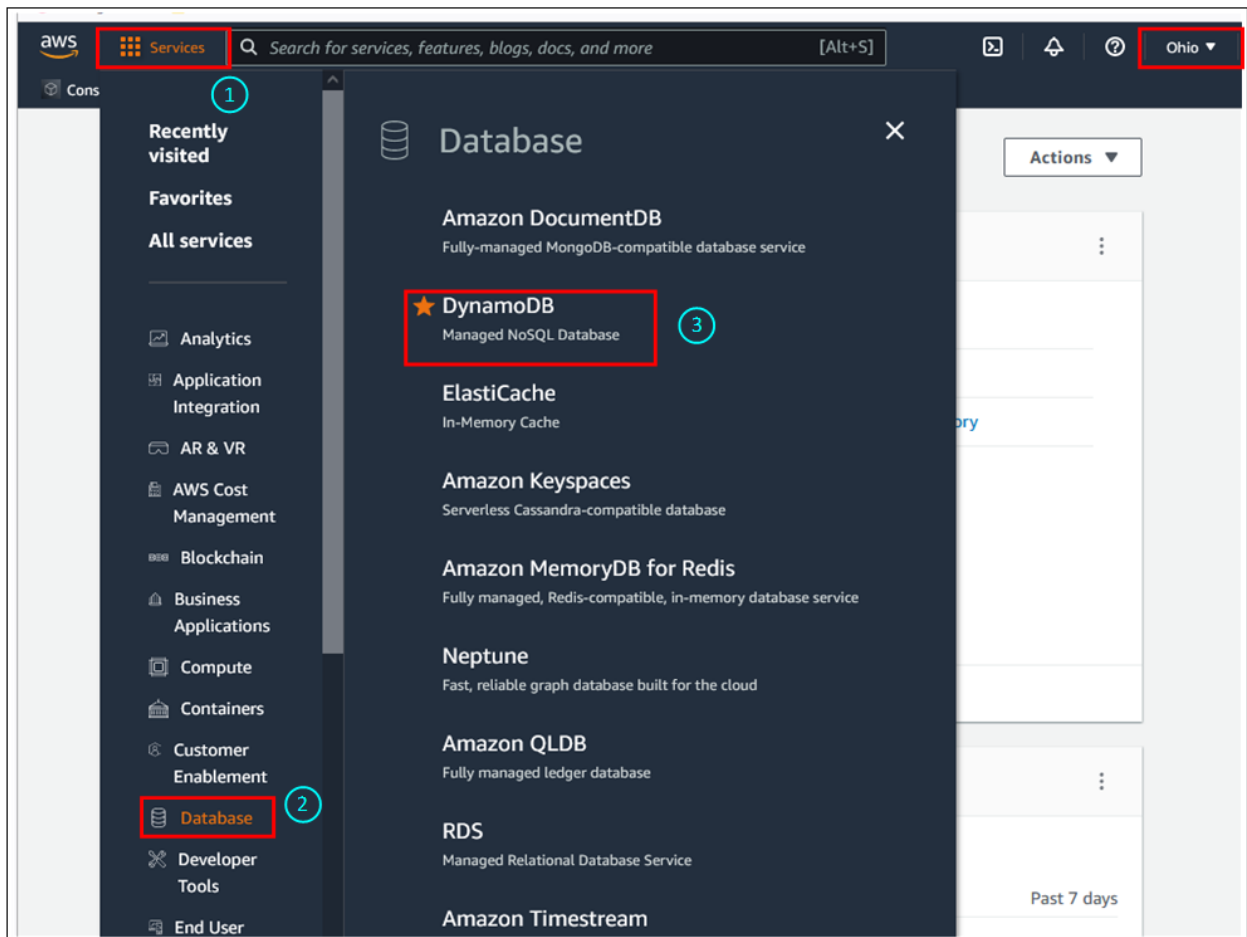 aws
Services
Search for services, features, blogs, docs, and more
[Alt+S]
Ohio ▼
Cons
1
Recently
visited
Favorites
All services
Analytics
Application
Integration
AR & VR
AWS Cost
Management
Blockchain
Business
Applications
Compute
Containers
Customer
Enablement
Database
2
Developer
Tools
End User
Database
Amazon DocumentDB
Fully-managed MongoDB-compatible database service
DynamoDB
Managed NoSQL Database
3
ElastiCache
In-Memory Cache
Amazon Keyspaces
Serverless Cassandra-compatible database
Amazon MemoryDB for Redis
Fully managed, Redis-compatible, in-memory database service
Neptune
Fast, reliable graph database built for the cloud
Amazon QLDB
Fully managed ledger database
RDS
Managed Relational Database Service
Amazon Timestream
Actions ▼
ory
Past 7 days